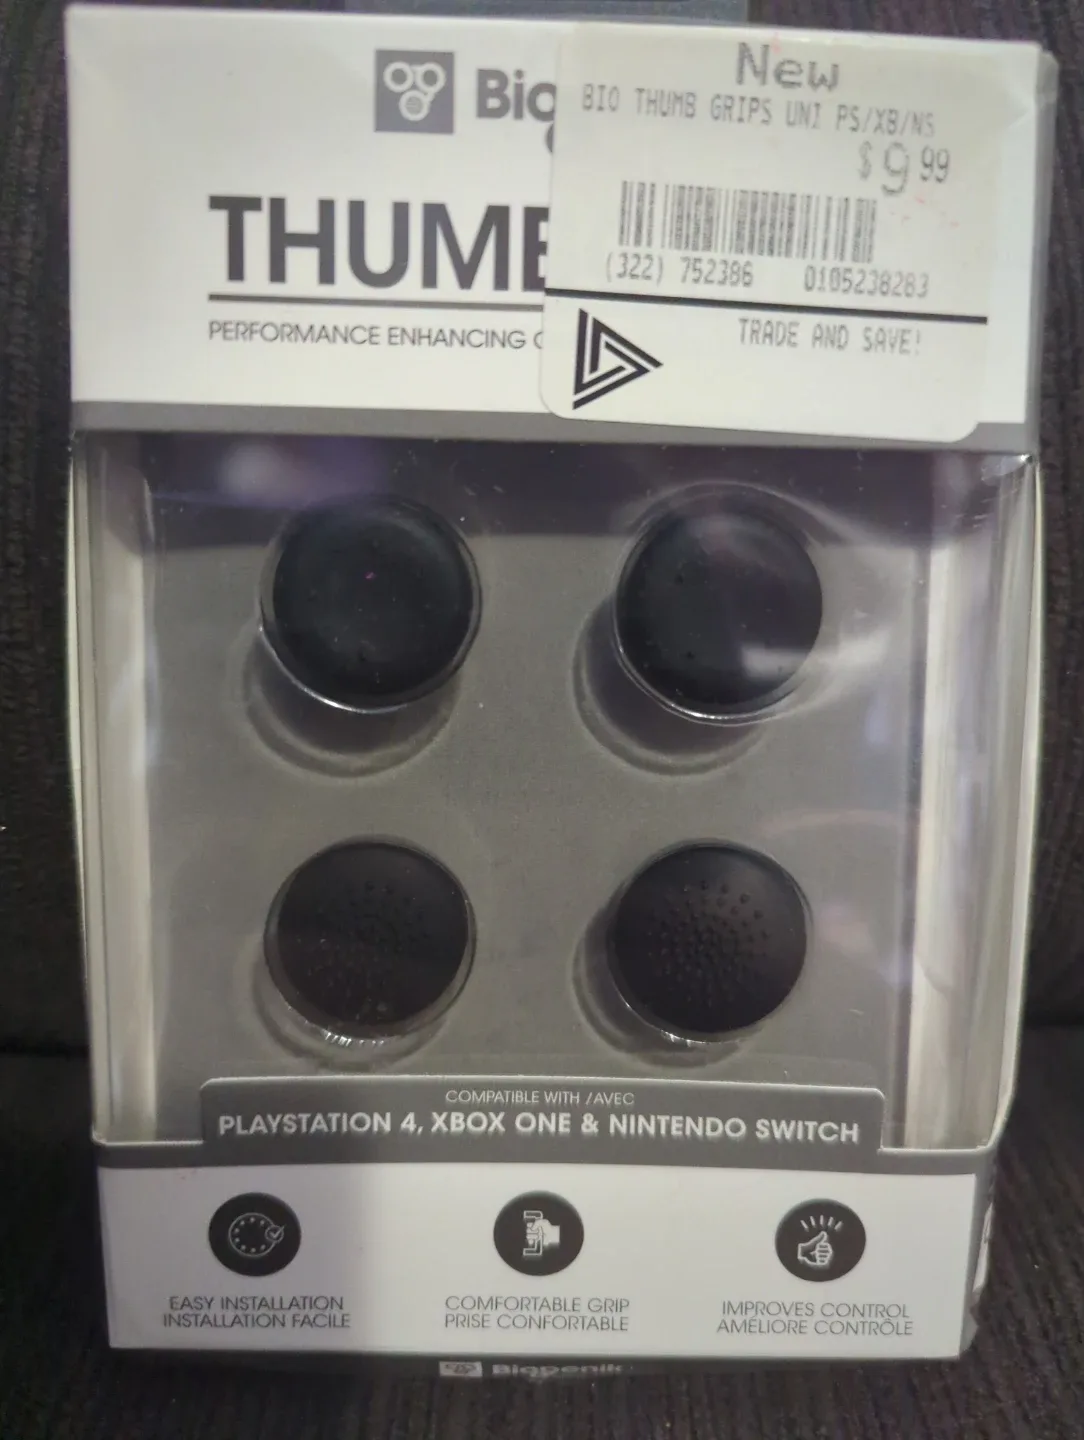 New
BIO THUMB GRIPS UNI PS/XB/NS
$9.99
(322) 752386 0105238283
TRADE AND SAVE!
THUMB
PERFORMANCE ENHANCING
COMPATIBLE WITH / AVEC
PLAYSTATION 4, XBOX ONE & NINTENDO SWITCH
EASY INSTALLATION
INSTALLATION FACILE
COMFORTABLE GRIP
PRISE CONFORTABLE
IMPROVES CONTROL
AMÉLIORE CONTRÔLE
Biogenik